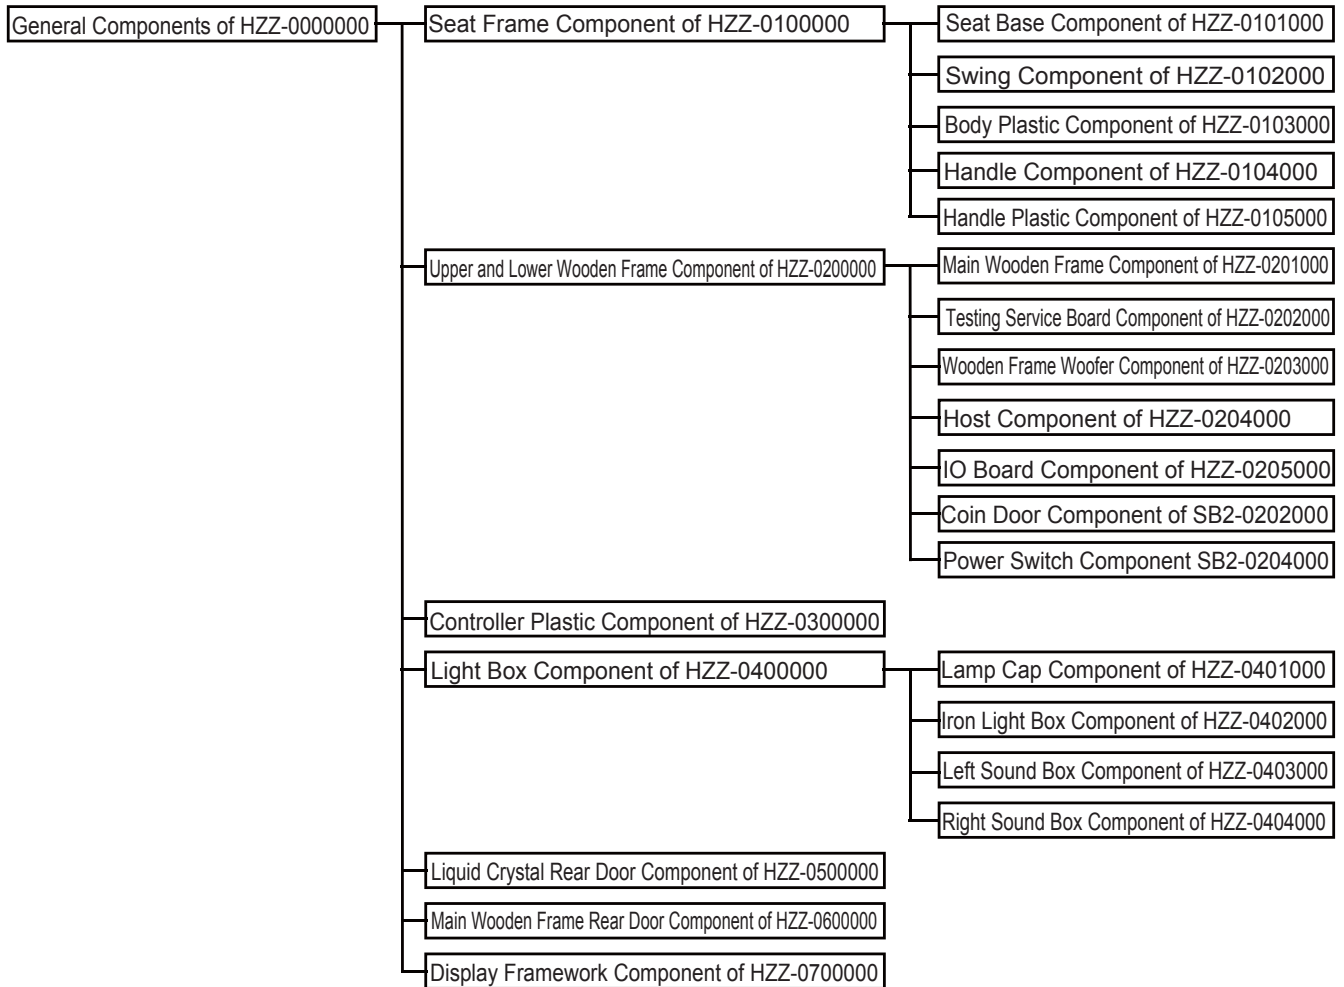 General Components of HZZ-0000000
Seat Frame Component of HZZ-0100000
Seat Base Component of HZZ-0101000
Swing Component of HZZ-0102000
Body Plastic Component of HZZ-0103000
Handle Component of HZZ-0104000
Handle Plastic Component of HZZ-0105000
Upper and Lower Wooden Frame Component of HZZ-0200000
Main Wooden Frame Component of HZZ-0201000
Testing Service Board Component of HZZ-0202000
Wooden Frame Woofer Component of HZZ-0203000
Host Component of HZZ-0204000
IO Board Component of HZZ-0205000
Coin Door Component of SB2-0202000
Power Switch Component SB2-0204000
Controller Plastic Component of HZZ-0300000
Light Box Component of HZZ-0400000
Lamp Cap Component of HZZ-0401000
Iron Light Box Component of HZZ-0402000
Left Sound Box Component of HZZ-0403000
Right Sound Box Component of HZZ-0404000
Liquid Crystal Rear Door Component of HZZ-0500000
Main Wooden Frame Rear Door Component of HZZ-0600000
Display Framework Component of HZZ-0700000